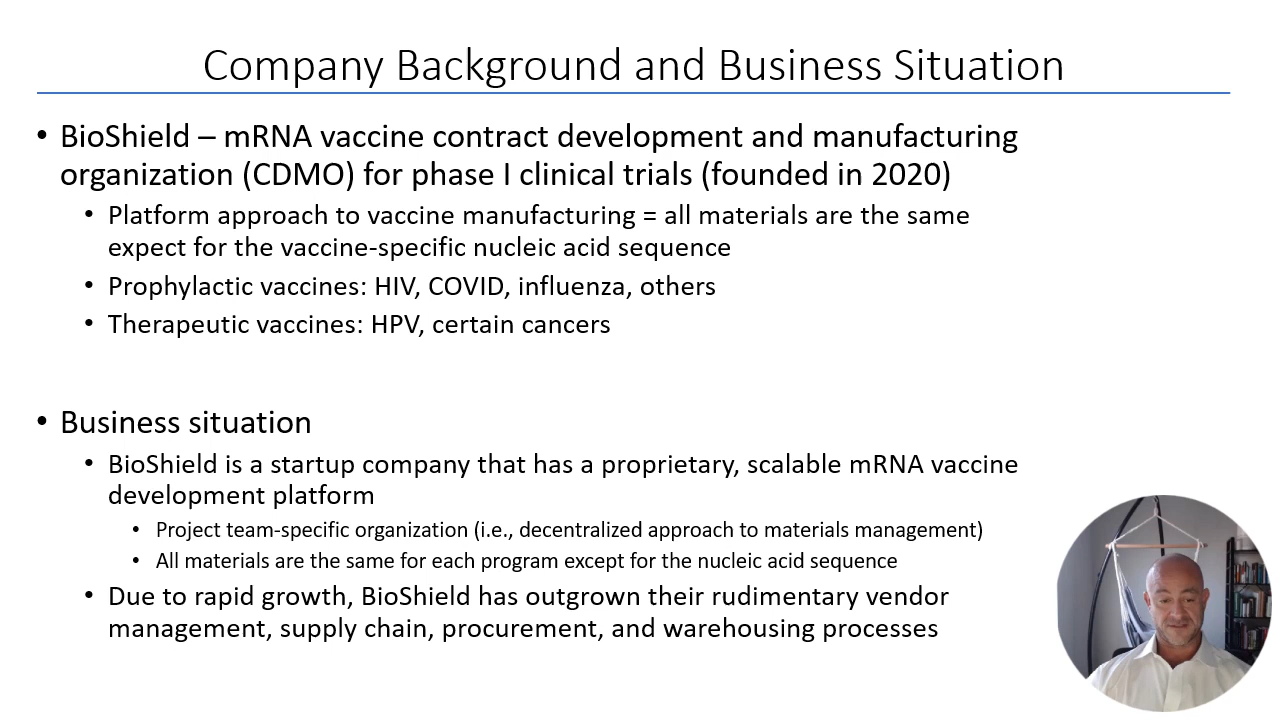 Company Background and Business Situation
• BioShield – mRNA vaccine contract development and manufacturing
organization (CDMO) for phase I clinical trials (founded in 2020)
• Platform approach to vaccine manufacturing = all materials are the same
expect for the vaccine-specific nucleic acid sequence
• Prophylactic vaccines: HIV, COVID, influenza, others
• Therapeutic vaccines: HPV, certain cancers
• Business situation
• BioShield is a startup company that has a proprietary, scalable mRNA vaccine
development platform
• Project team-specific organization (i.e., decentralized approach to materials management)
• All materials are the same for each program except for the nucleic acid sequence
• Due to rapid growth, BioShield has outgrown their rudimentary vendor
management, supply chain, procurement, and warehousing processes